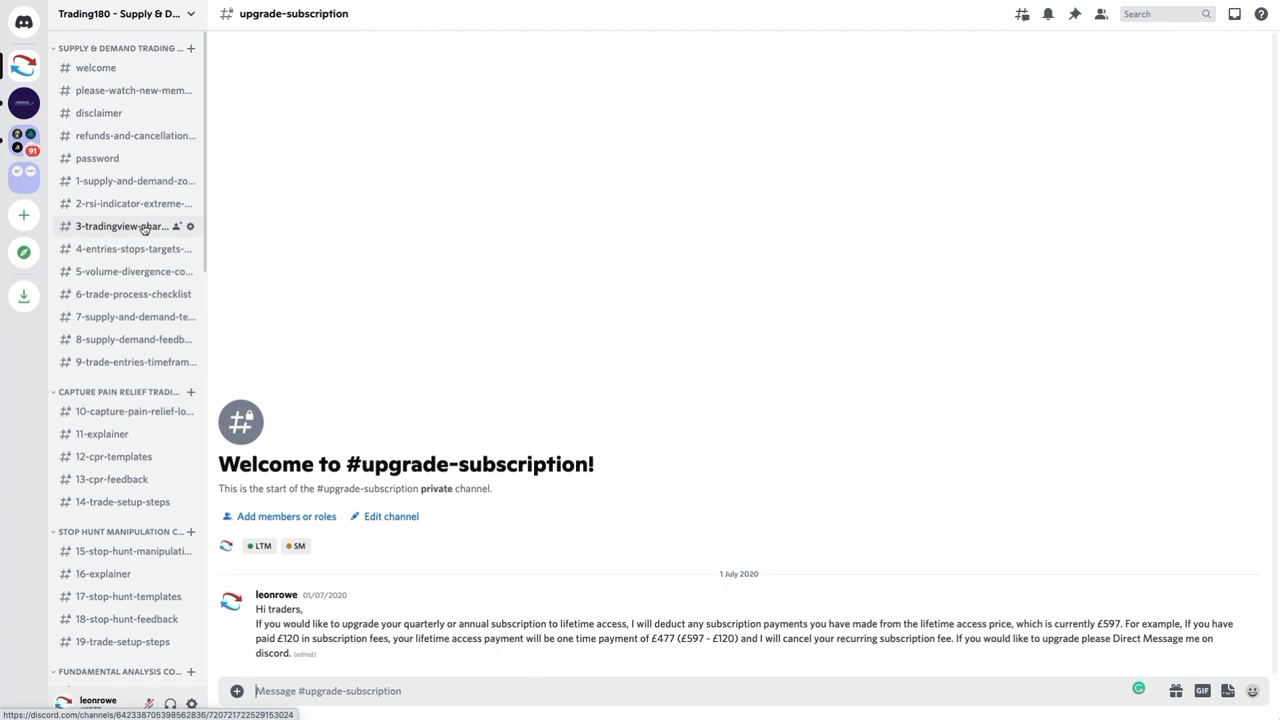 Trading180 - Supply & D...
upgrade-subscription
Search
SUPPLY & DEMAND TRADING ...
welcome
please-watch-new-mem...
disclaimer
refunds-and-cancellation...
password
1-supply-and-demand-zo...
2-rsi-indicator-extreme-...
3-tradingview-char...
4-entries-stops-targets-...
5-volume-divergence-co...
6-trade-process-checklist
7-supply-and-demand-te...
8-supply-demand-feedb...
9-trade-entries-timefram...
CAPTURE PAIN RELIEF TRADI...
10-capture-pain-relief-lo...
11-explainer
12-cpr-templates
13-cpr-feedback
14-trade-setup-steps
STOP HUNT MANIPULATION C...
15-stop-hunt-manipulati...
16-explainer
17-stop-hunt-templates
18-stop-hunt-feedback
19-trade-setup-steps
FUNDAMENTAL ANALYSIS CO...
leonrowe
https://discord.com/channels/642338705398562836/720721722529153024
91
Welcome to #upgrade-subscription!
This is the start of the #upgrade-subscription private channel.
Add members or roles
Edit channel
LTM
SM
1 July 2020
leonrowe 01/07/2020
Hi traders,
If you would like to upgrade your quarterly or annual subscription to lifetime access, I will deduct any subscription payments you have made from the lifetime access price, which is currently £597. For example, If you have
paid £120 in subscription fees, your lifetime access payment will be one time payment of £477 (£597 - £120) and I will cancel your recurring subscription fee. If you would like to upgrade please Direct Message me on
discord. (edited)
Message #upgrade-subscription
GIF